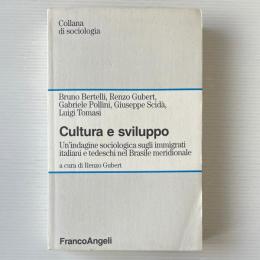 Collana
di sociologia
Bruno Bertelli, Renzo Gubert,
Gabriele Pollini, Giuseppe Scidà,
Luigi Tomasi
Cultura e sviluppo
Un'indagine sociologica sugli immigrati
italiani e tedeschi nel Brasile meridionale
a cura di Renzo Gubert
FrancoAngeli